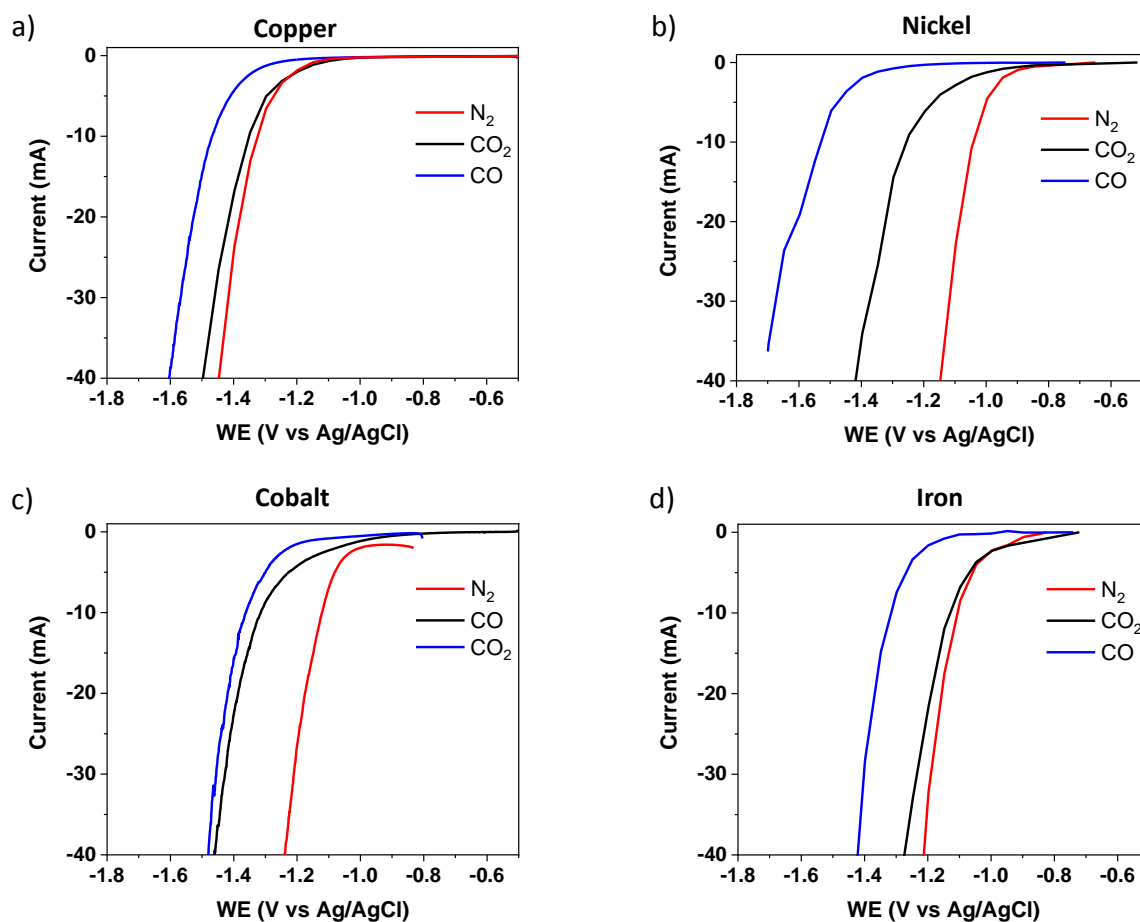 a)
Copper
0
-10
-20
-30
-40
Current (mA)
N₂
CO₂
CO
-1.8 -1.6 -1.4 -1.2 -1.0 -0.8 -0.6
WE (V vs Ag/AgCl)
b)
Nickel
0
-10
-20
-30
-40
Current (mA)
N₂
CO₂
CO
-1.8 -1.6 -1.4 -1.2 -1.0 -0.8 -0.6
WE (V vs Ag/AgCl)
c)
Cobalt
0
-10
-20
-30
-40
Current (mA)
N₂
CO
CO₂
-1.8 -1.6 -1.4 -1.2 -1.0 -0.8 -0.6
WE (V vs Ag/AgCl)
d)
Iron
0
-10
-20
-30
-40
Current (mA)
N₂
CO₂
CO
-1.8 -1.6 -1.4 -1.2 -1.0 -0.8 -0.6
WE (V vs Ag/AgCl)